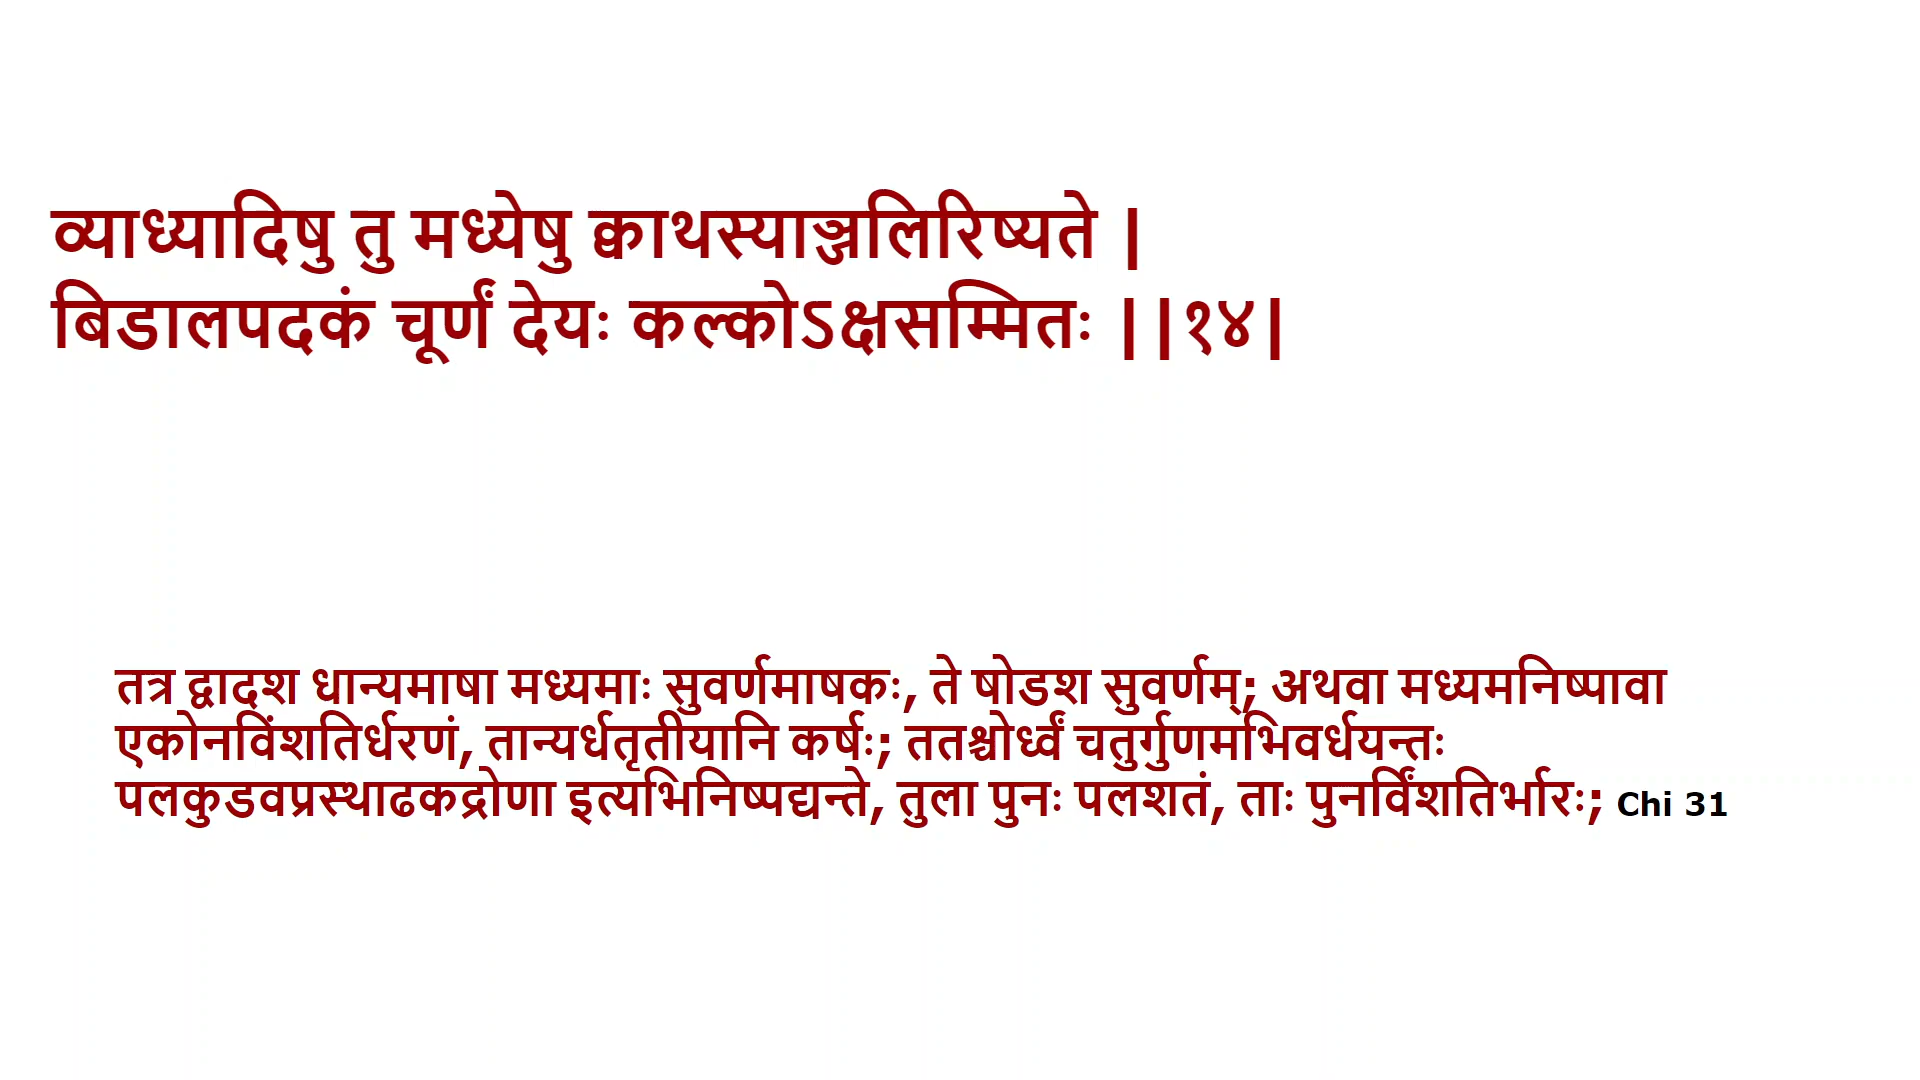 व्याध्यादिषु तु मध्येषु क्वाथस्याञ्जलिरिष्यते |
बिडालपदकं चूर्णं देयः कल्कोऽक्षसम्मितः ||१४|
तत्र द्वादश धान्यमाषा मध्यमाः सुवर्णमाषकः, ते षोडश सुवर्णम्; अथवा मध्यमनिष्पावा
एकोनविंशतिर्धरणं, तान्यर्धतृतीयानि कर्षः; ततश्चोर्ध्वं चतुर्गुणमभिवर्धयन्तः
पलकुडवप्रस्थाढकद्रोणा इत्यभिनिष्पद्यन्ते, तुला पुनः पलशतं, ताः पुनर्विंशतिर्भारः; Chi 31